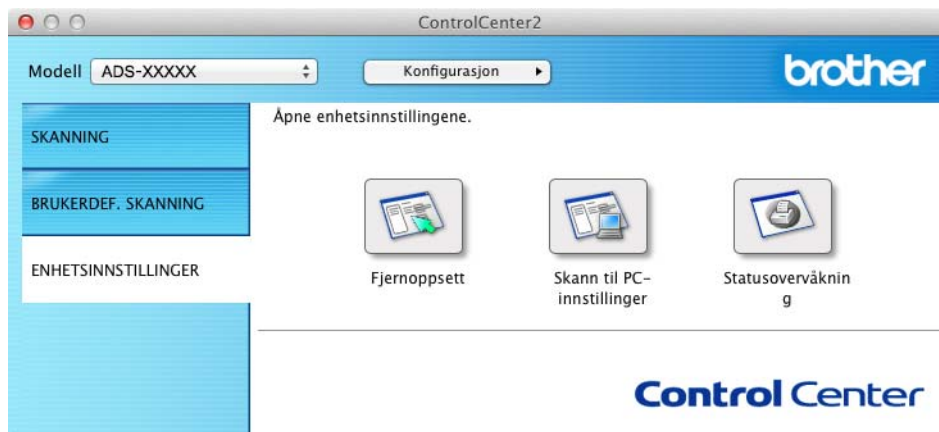 ControlCenter2
Modell ADS-XXXXX Konfigurasjon brother
SKANNING
BRUKERDEF. SKANNING
ENHETSINNSTILLINGER
Åpne enhetsinnstillingene.
Fjernoppsett
Skann til PC-
innstillinger
Statusovervåknin
g
Control Center